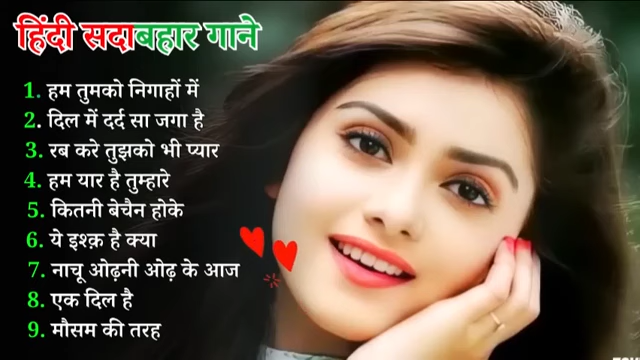 हिंदी सदाबहार गाने
1. हम तुमको निगाहों में
2. दिल में दर्द सा जगा है
3. रब करे तुझको भी प्यार
4. हम यार है तुम्हारे
5. कितनी बेचैन होके
6. ये इश्क़ है क्या
7. नाचू ओढ़नी ओढ़ के आज
8. एक दिल है
9. मौसम की तरह